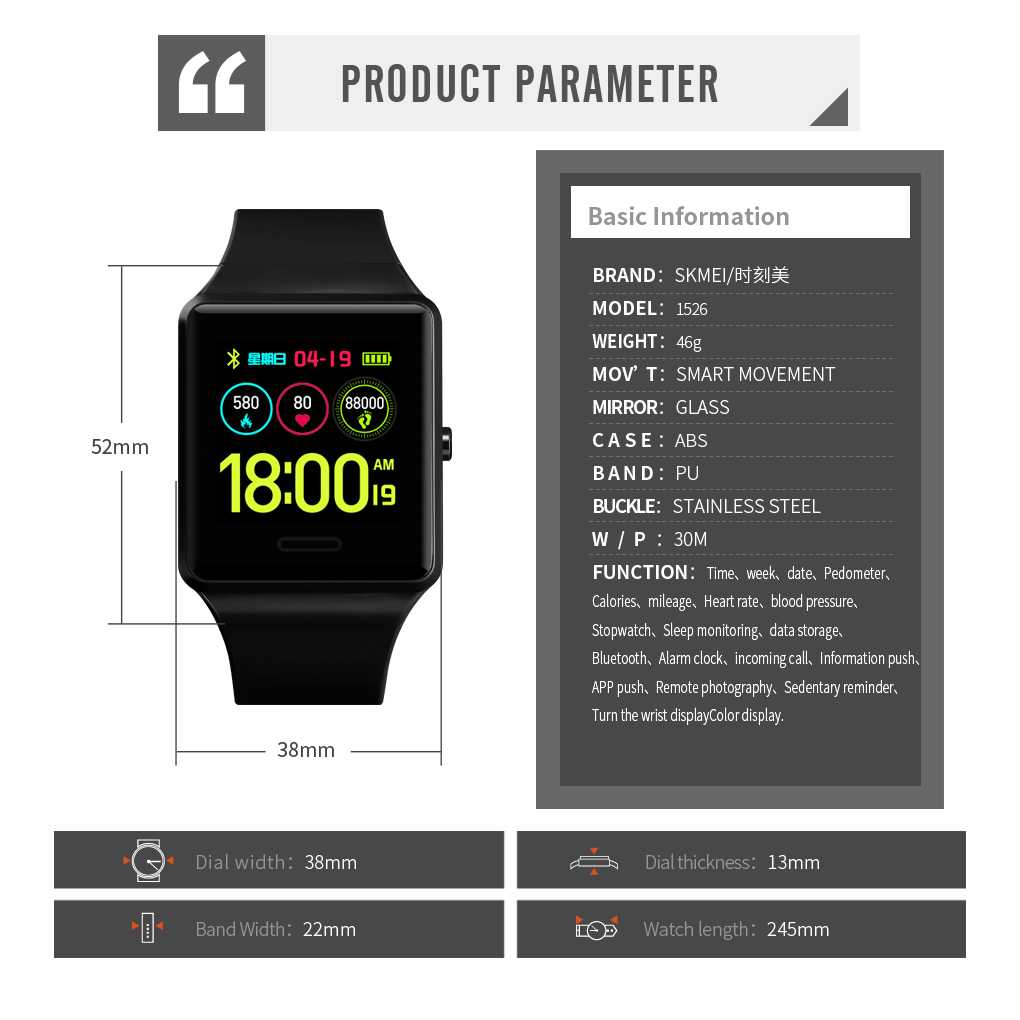 PRODUCT PARAMETER
星期日 04-19
580 80 88000
18:00 AM 19
52mm
38mm
Basic Information
BRAND： SKMEI/时刻美
MODEL： 1526
WEIGHT： 46g
MOV’T： SMART MOVEMENT
MIRROR： GLASS
CASE： ABS
BAND： PU
BUCKLE： STAINLESS STEEL
W/P： 30M
FUNCTION： Time、week、date、Pedometer、
Calories、mileage、Heart rate、blood pressure、
Stopwatch、Sleep monitoring、data storage、
Bluetooth、Alarm clock、incoming call、Information push、
APP push、Remote photography、Sedentary reminder、
Turn the wrist displayColor display.
Dial width： 38mm
Dial thickness： 13mm
Band Width： 22mm
Watch length： 245mm